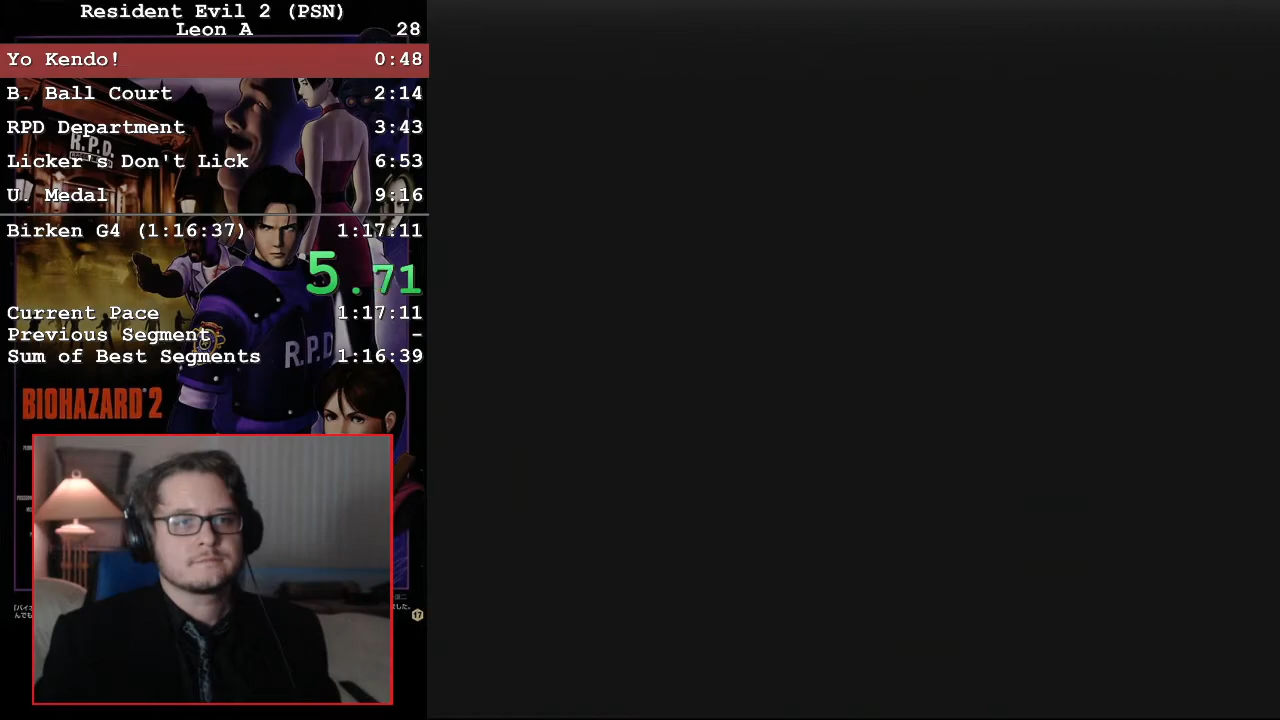 Resident Evil 2 (PSN)
Leon A 28
Yo Kendo! 0:48
B. Ball Court 2:14
RPD Department 3:43
Licker's Don't Lick 6:53
U. Medal 9:16
Birken G4 (1:16:37) 1:17:11
5.71
Current Pace 1:17:11
Previous Segment -
Sum of Best Segments 1:16:39
R.P.D.
R.P.D
BIOHAZARD 2
17